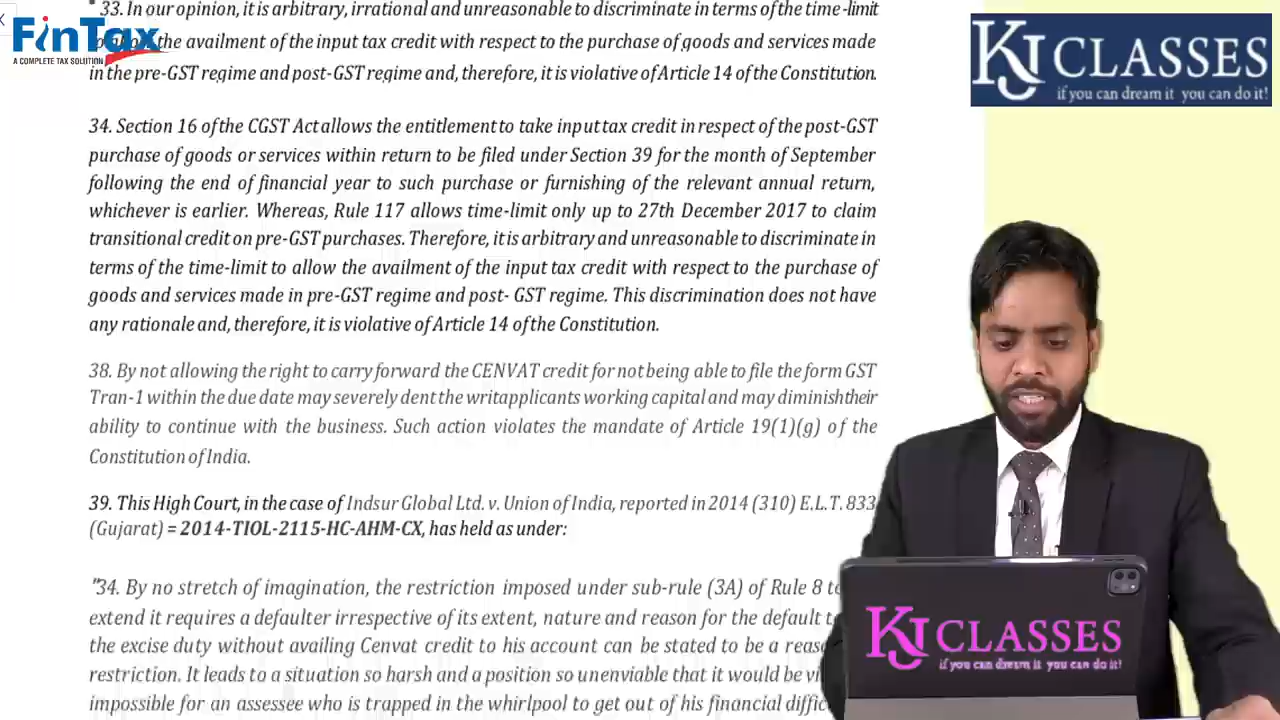 "33. In our opinion, it is arbitrary, irrational and unreasonable to discriminate in terms of the time-limit
the availment of the input tax credit with respect to the purchase of goods and services made
in the pre-GST regime and post-GST regime and, therefore, it is violative of Article 14 of the Constitution.
FinTax
A COMPLETE TAX SOLUTION
KJ CLASSES
if you can dream it you can do it!
34. Section 16 of the CGST Act allows the entitlement to take input tax credit in respect of the post-GST
purchase of goods or services within return to be filed under Section 39 for the month of September
following the end of financial year to such purchase or furnishing of the relevant annual return,
whichever is earlier. Whereas, Rule 117 allows time-limit only up to 27th December 2017 to claim
transitional credit on pre-GST purchases. Therefore, it is arbitrary and unreasonable to discriminate in
terms of the time-limit to allow the availment of the input tax credit with respect to the purchase of
goods and services made in pre-GST regime and post- GST regime. This discrimination does not have
any rationale and, therefore, it is violative of Article 14 of the Constitution.
38. By not allowing the right to carry forward the CENVAT credit for not being able to file the form GST
Tran-1 within the due date may severely dent the writ applicants working capital and may diminish their
ability to continue with the business. Such action violates the mandate of Article 19(1)(g) of the
Constitution of India.
39. This High Court, in the case of Indsur Global Ltd. v. Union of India, reported in 2014 (310) E.L.T. 833
(Gujarat) = 2014-TIOL-2115-HC-AHM-CX, has held as under:
"34. By no stretch of imagination, the restriction imposed under sub-rule (3A) of Rule 8 to
extend it requires a defaulter irrespective of its extent, nature and reason for the default
the excise duty without availing Cenvat credit to his account can be stated to be a
restriction. It leads to a situation so harsh and a position so unenviable that it would be
impossible for an assessee who is trapped in the whirlpool to get out of his financial
KJ CLASSES
if you can dream it you can do it!